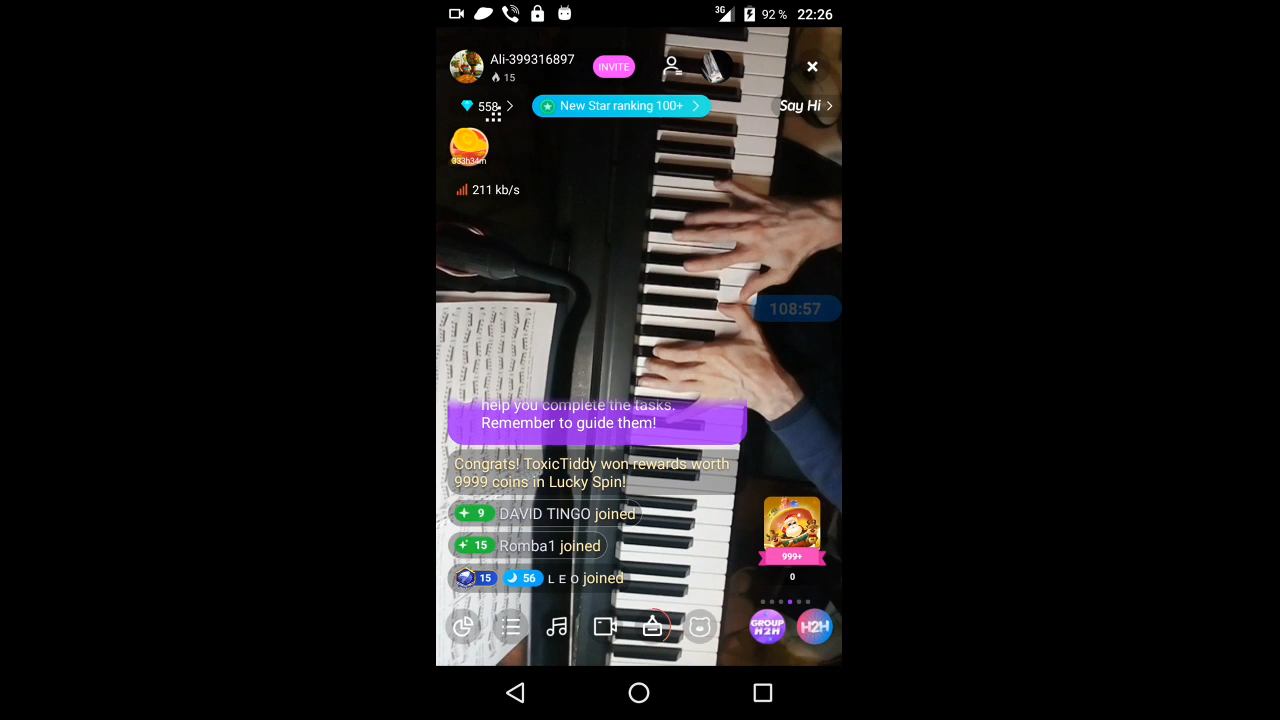 3G
92 %
22:26
Ali-399316897
15
INVITE
558
New Star ranking 100+
Say Hi
333h34m
211 kb/s
108:57
help you complete the tasks.
Remember to guide them!
Congrats! ToxicTiddy won rewards worth
9999 coins in Lucky Spin!
9 DAVID TINGO joined
15 Romba1 joined
15 56 ʟ ᴇ ᴏ joined
999+
0
GROUP
H2H
H2H